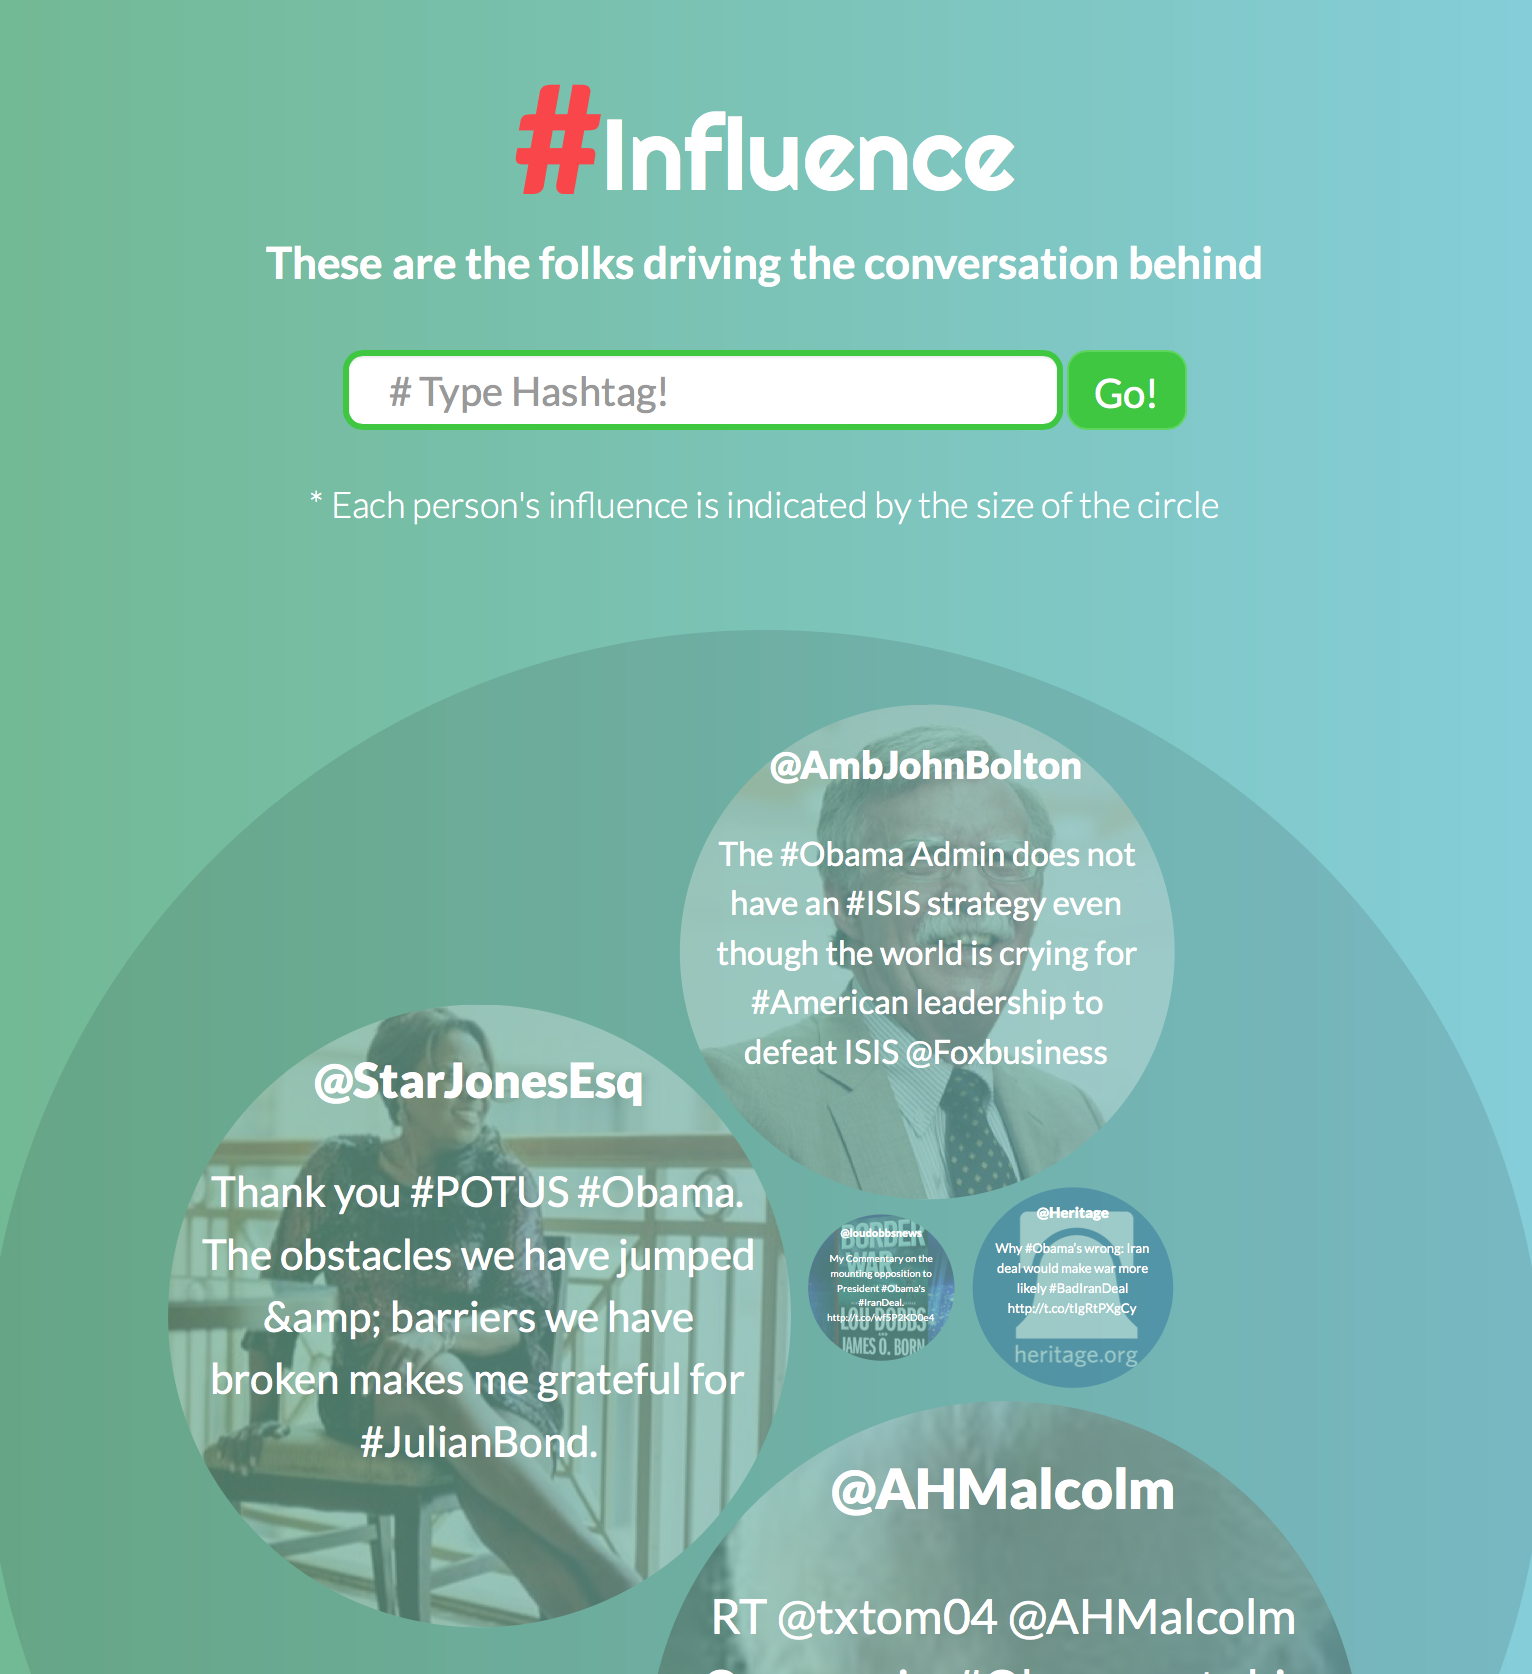 #Influence
These are the folks driving the conversation behind
# Type Hashtag!
Go!
* Each person's influence is indicated by the size of the circle
@AmbJohnBolton
The #Obama Admin does not
have an #ISIS strategy even
though the world is crying for
#American leadership to
defeat ISIS @Foxbusiness
@StarJonesEsq
Thank you #POTUS #Obama.
The obstacles we have jumped
&amp; barriers we have
broken makes me grateful for
#JulianBond.
@loudobbsnews
BORDER
WAR
My Commentary on the
mounting opposition to
President #Obama's
#IranDeal.
http://t.co/wf5P2KD0e4
LOU DOBBS
JAMES O. BORN
@Heritage
Why #Obama's wrong: Iran
deal would make war more
likely #BadIranDeal
http://t.co/tIgRtPXgCy
heritage.org
@AHMalcolm
RT @txtom04 @AHMalcolm